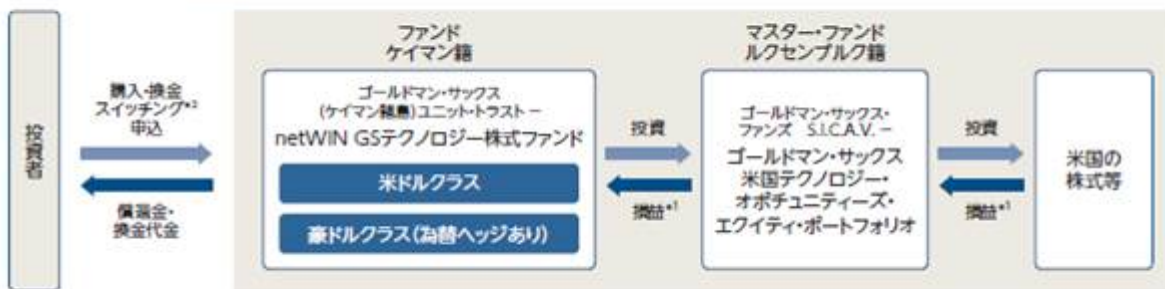 投資者
購入・換金
スイッチング*2
申込
償還金・
換金代金
ファンド
ケイマン籍
ゴールドマン・サックス
(ケイマン諸島)ユニット・トラスト－
netWIN GSテクノロジー株式ファンド
米ドルクラス
豪ドルクラス(為替ヘッジあり)
投資
損益*1
マスター・ファンド
ルクセンブルク籍
ゴールドマン・サックス・
ファンズ S.I.C.A.V.－
ゴールドマン・サックス
米国テクノロジー・
オポチュニティーズ・
エクイティ・ポートフォリオ
投資
損益*1
米国の
株式等